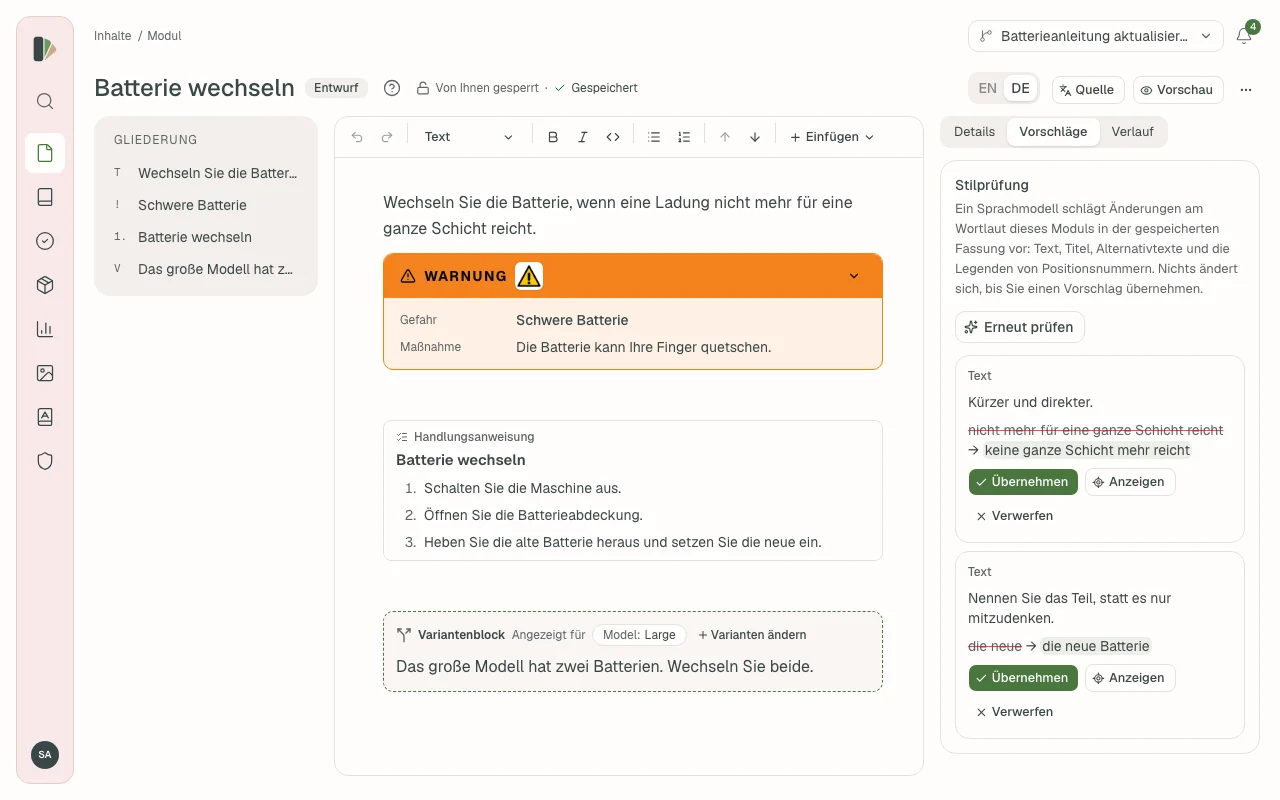 Inhalte / Modul
Batterieanleitung aktualisier…
4
Batterie wechseln
Entwurf
Von Ihnen gesperrt · Gespeichert
EN DE
Quelle
Vorschau
GLIEDERUNG
T Wechseln Sie die Batter…
! Schwere Batterie
1. Batterie wechseln
V Das große Modell hat z…
Text
B I
Einfügen
Wechseln Sie die Batterie, wenn eine Ladung nicht mehr für eine
ganze Schicht reicht.
WARNUNG
Gefahr Schwere Batterie
Maßnahme Die Batterie kann Ihre Finger quetschen.
Handlungsanweisung
Batterie wechseln
1. Schalten Sie die Maschine aus.
2. Öffnen Sie die Batterieabdeckung.
3. Heben Sie die alte Batterie heraus und setzen Sie die neue ein.
Variantenblock Angezeigt für Model: Large + Varianten ändern
Das große Modell hat zwei Batterien. Wechseln Sie beide.
Details Vorschläge Verlauf
Stilprüfung
Ein Sprachmodell schlägt Änderungen am
Wortlaut dieses Moduls in der gespeicherten
Fassung vor: Text, Titel, Alternativtexte und die
Legenden von Positionsnummern. Nichts ändert
sich, bis Sie einen Vorschlag übernehmen.
Erneut prüfen
Text
Kürzer und direkter.
nicht mehr für eine ganze Schicht reicht
→ keine ganze Schicht mehr reicht
Übernehmen Anzeigen
Verwerfen
Text
Nennen Sie das Teil, statt es nur
mitzudenken.
die neue → die neue Batterie
Übernehmen Anzeigen
Verwerfen
SA